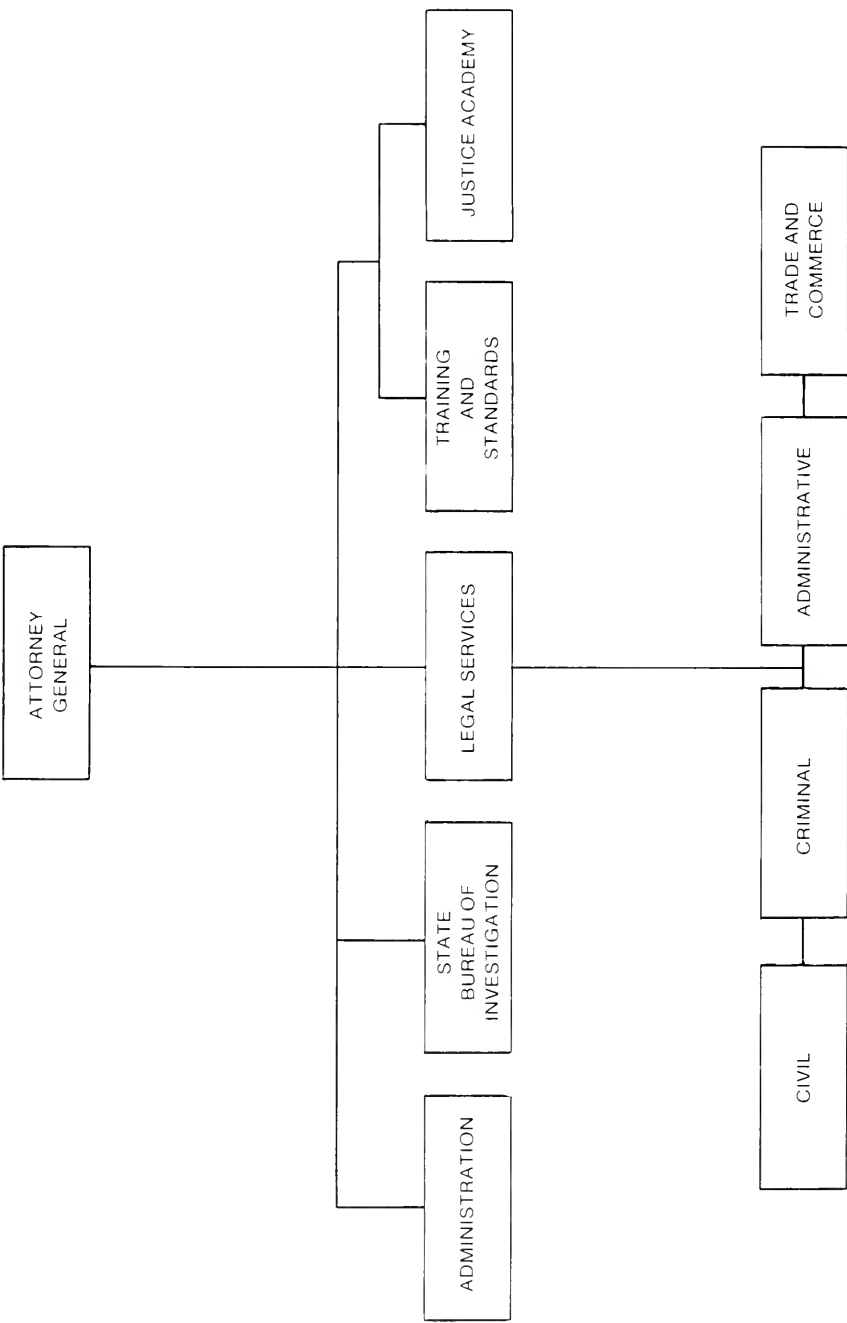 ATTORNEY
GENERAL
ADMINISTRATION
STATE
BUREAU OF
INVESTIGATION
LEGAL SERVICES
TRAINING
AND
STANDARDS
JUSTICE ACADEMY
CIVIL
CRIMINAL
ADMINISTRATIVE
TRADE AND
COMMERCE